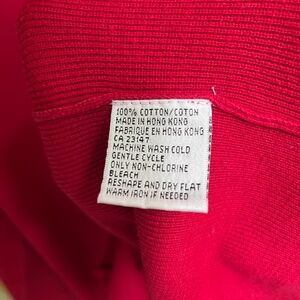 100% COTTON/COTON
MADE IN HONG KONG
FABRIQUE EN HONG KONG
CA 23147
MACHINE WASH COLD
GENTLE CYCLE
ONLY NON-CHLORINE
BLEACH
RESHAPE AND DRY FLAT
WARM IRON IF NEEDED